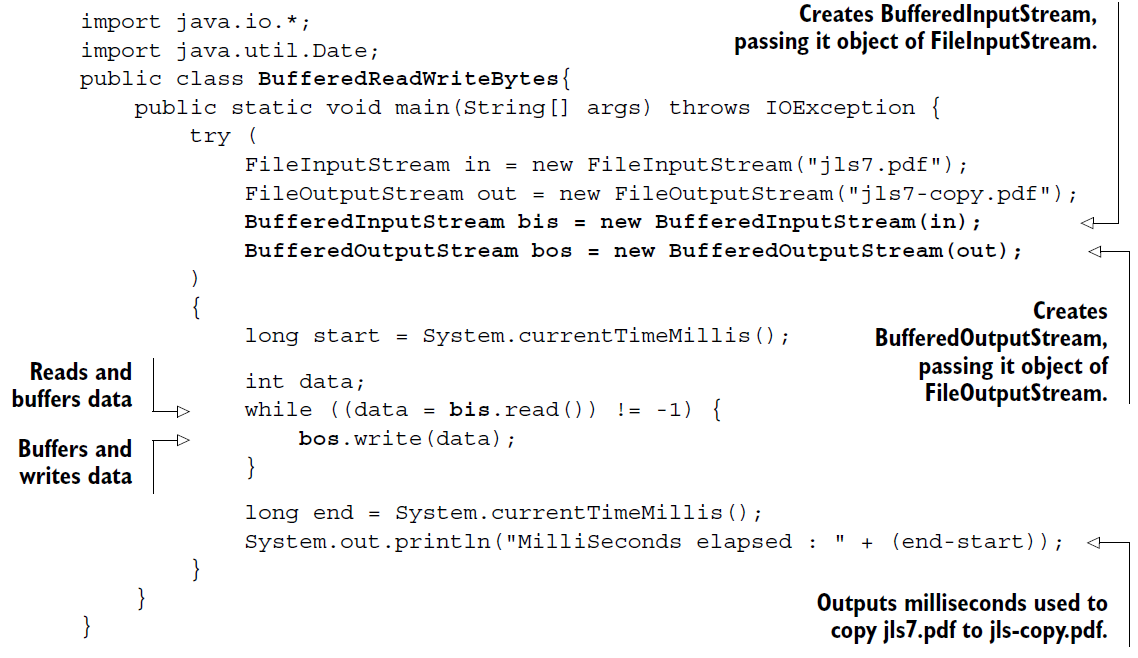 import java.io.*;
import java.util.Date;
public class BufferedReadWriteBytes{
    public static void main(String[] args) throws IOException {
        try (
            FileInputStream in = new FileInputStream("jls7.pdf");
            FileOutputStream out = new FileOutputStream("jls7-copy.pdf");
            BufferedInputStream bis = new BufferedInputStream(in);
            BufferedOutputStream bos = new BufferedOutputStream(out);
        )
        {
            long start = System.currentTimeMillis();
            int data;
            while ((data = bis.read()) != -1) {
                bos.write(data);
            }
            long end = System.currentTimeMillis();
            System.out.println("MilliSeconds elapsed : " + (end-start));
        }
    }
}
Creates BufferedInputStream,
passing it object of FileInputStream.
Creates
BufferedOutputStream,
passing it object of
FileOutputStream.
Reads and
buffers data
Buffers and
writes data
Outputs milliseconds used to
copy jls7.pdf to jls-copy.pdf.